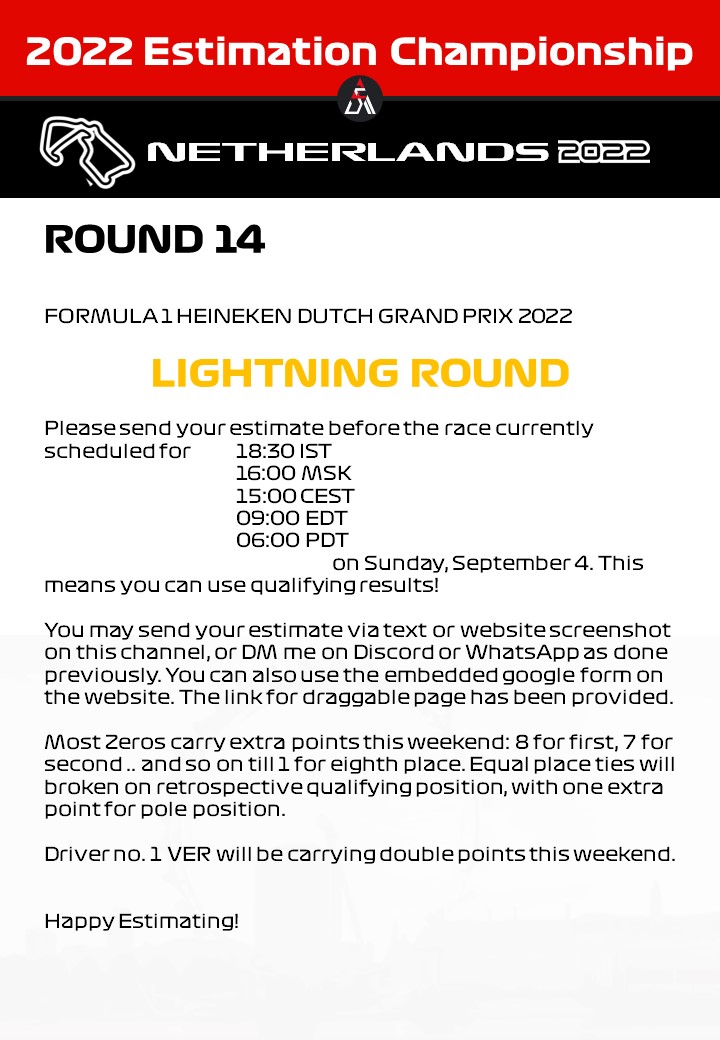 2022 Estimation Championship
NETHERLANDS 2022
ROUND 14
FORMULA 1 HEINEKEN DUTCH GRAND PRIX 2022
LIGHTNING ROUND
Please send your estimate before the race currently
scheduled for 18:30 IST
16:00 MSK
15:00 CEST
09:00 EDT
06:00 PDT
on Sunday, September 4. This
means you can use qualifying results!
You may send your estimate via text or website screenshot
on this channel, or DM me on Discord or WhatsApp as done
previously. You can also use the embedded google form on
the website. The link for draggable page has been provided.
Most Zeros carry extra points this weekend: 8 for first, 7 for
second .. and so on till 1 for eighth place. Equal place ties will
broken on retrospective qualifying position, with one extra
point for pole position.
Driver no. 1 VER will be carrying double points this weekend.
Happy Estimating!